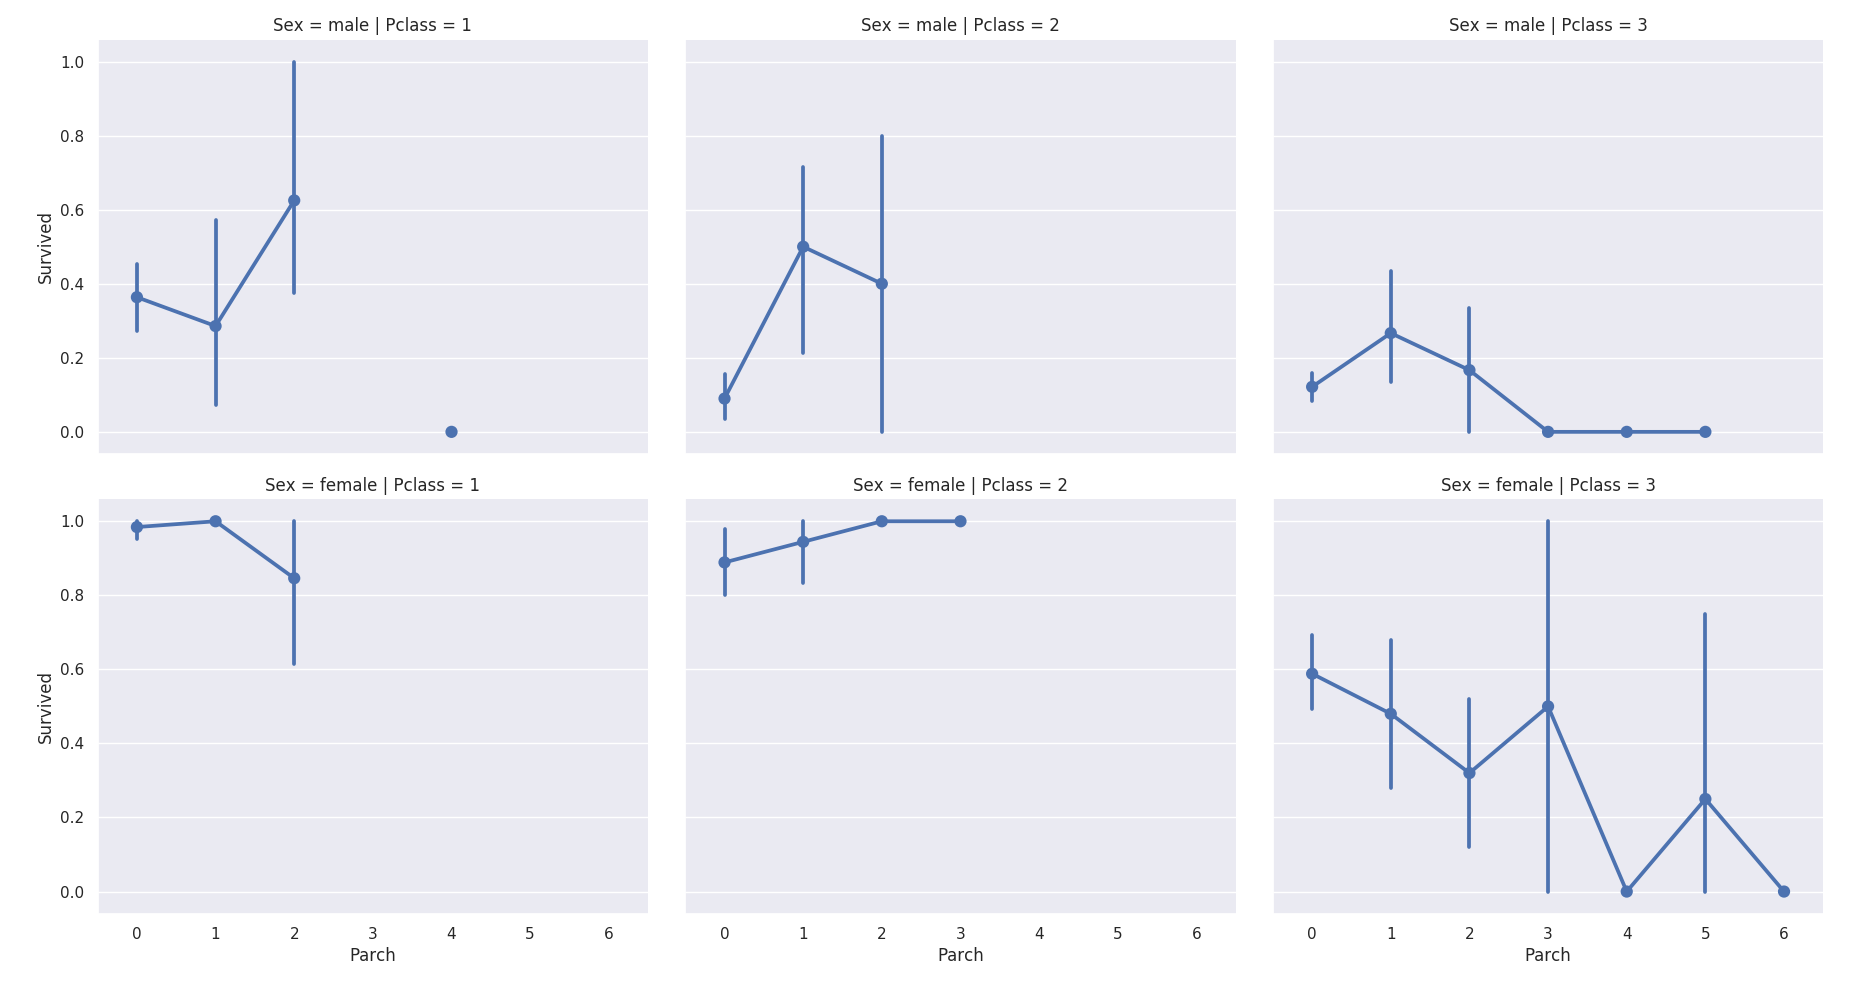 Sex = male | Pclass = 1
Sex = male | Pclass = 2
Sex = male | Pclass = 3
1.0
0.8
0.6
0.4
0.2
0.0
Survived
Sex = female | Pclass = 1
Sex = female | Pclass = 2
Sex = female | Pclass = 3
1.0
0.8
0.6
0.4
0.2
0.0
Survived
0 1 2 3 4 5 6
0 1 2 3 4 5 6
0 1 2 3 4 5 6
Parch
Parch
Parch